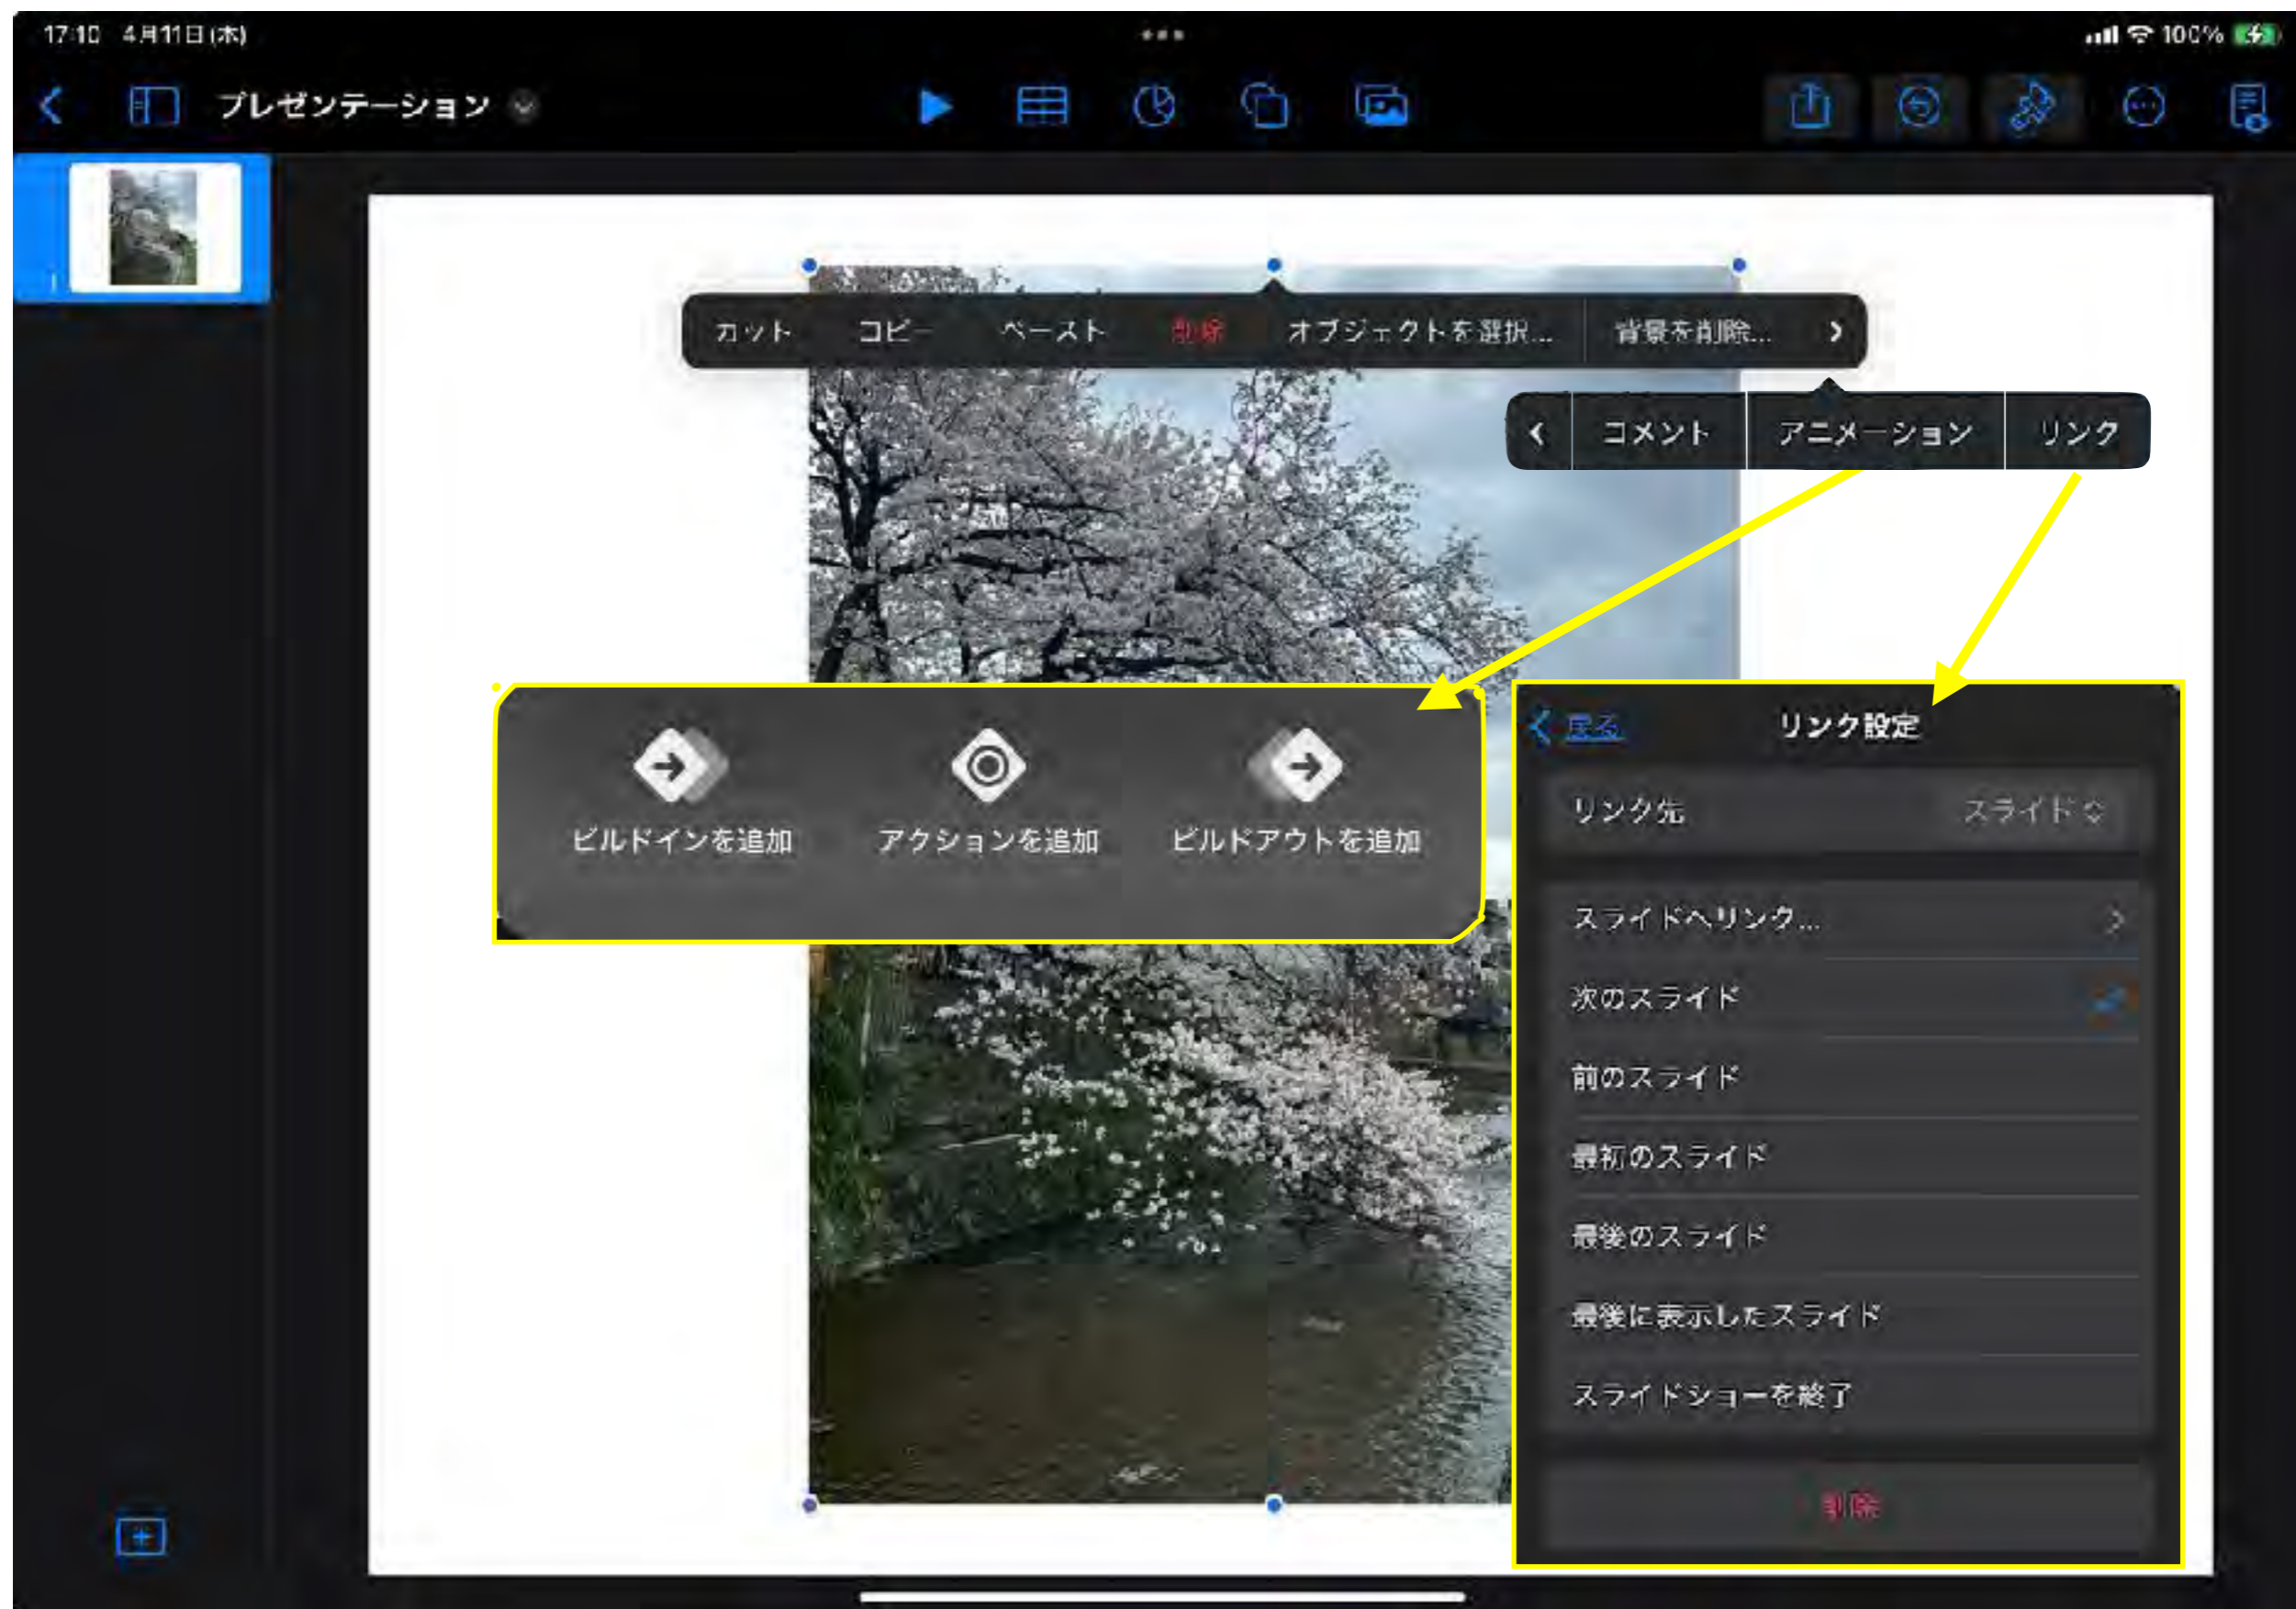 17:10 4月11日(木)
100%
プレゼンテーション
1
カット コピー ペースト 削除 オブジェクトを選択... 背景を削除...
コメント アニメーション リンク
ビルドインを追加 アクションを追加 ビルドアウトを追加
戻る リンク設定
リンク先 スライド
スライドへリンク...
次のスライド
前のスライド
最初のスライド
最後のスライド
最後に表示したスライド
スライドショーを終了
削除